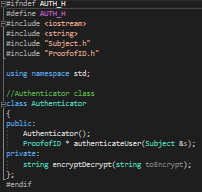 #ifndef AUTH_H
#define AUTH_H
#include <iostream>
#include <string>
#include "Subject.h"
#include "ProofofID.h"
using namespace std;
//Authenticator class
class Authenticator
{
public:
Authenticator();
ProofofID * authenticateUser(Subject &s);
private:
string encryptDecrypt(string toEncrypt);
};
#endif